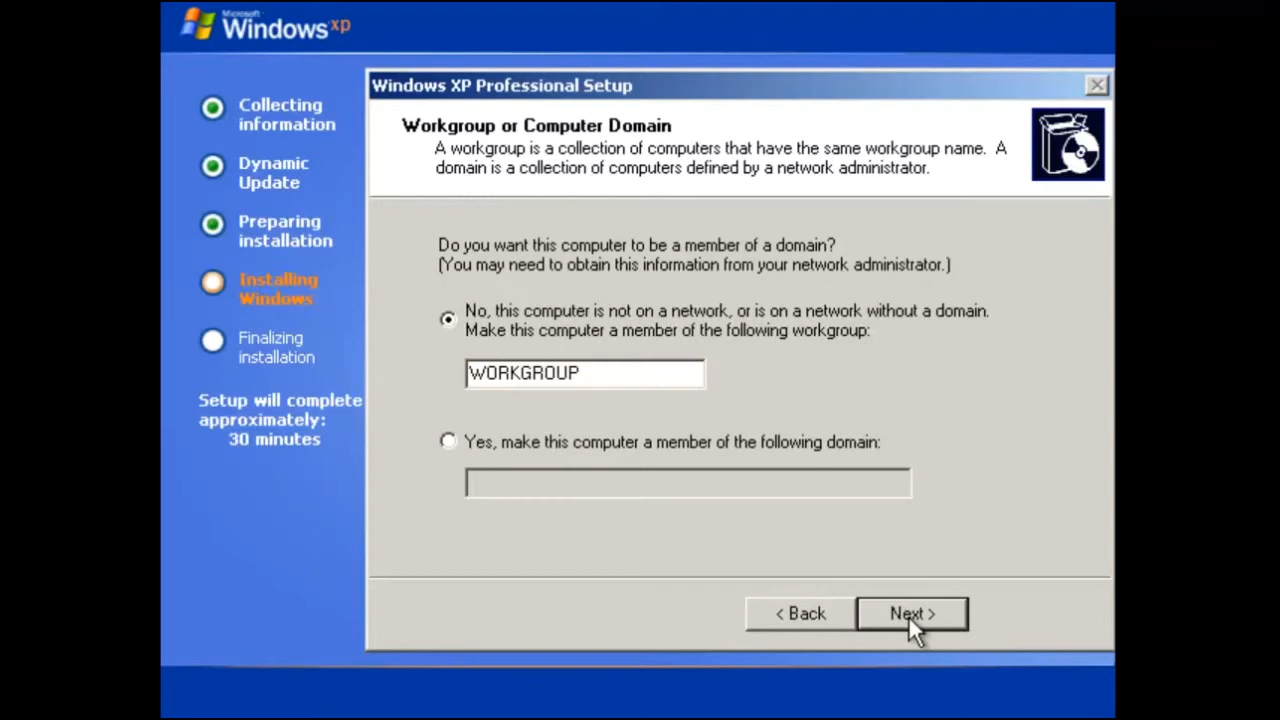 Microsoft
Windows xp
Collecting
information
Dynamic
Update
Preparing
installation
Installing
Windows
Finalizing
installation
Setup will complete
approximately:
30 minutes
Windows XP Professional Setup
Workgroup or Computer Domain
A workgroup is a collection of computers that have the same workgroup name. A
domain is a collection of computers defined by a network administrator.
Do you want this computer to be a member of a domain?
(You may need to obtain this information from your network administrator.)
No, this computer is not on a network, or is on a network without a domain.
Make this computer a member of the following workgroup:
WORKGROUP
Yes, make this computer a member of the following domain:
< Back
Next >